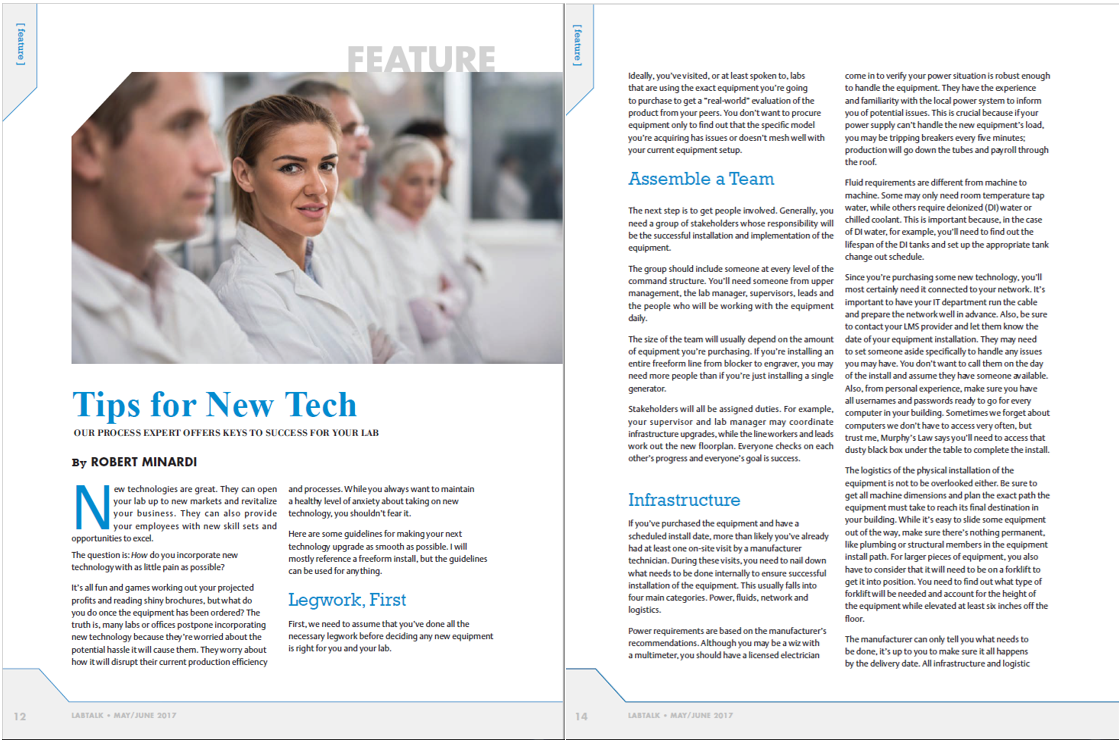 [ feature ]
FEATURE
Tips for New Tech
OUR PROCESS EXPERT OFFERS KEYS TO SUCCESS FOR YOUR LAB
By ROBERT MINARDI
New technologies are great. They can open
your lab up to new markets and revitalize
your business. They can also provide
your employees with new skill sets and
opportunities to excel.
The question is: How do you incorporate new
technology with as little pain as possible?
It's all fun and games working out your projected
profits and reading shiny brochures, but what do
you do once the equipment has been ordered? The
truth is, many labs or offices postpone incorporating
new technology because they're worried about the
potential hassle it will cause them. They worry about
how it will disrupt their current production efficiency
and processes. While you always want to maintain
a healthy level of anxiety about taking on new
technology, you shouldn't fear it.
Here are some guidelines for making your next
technology upgrade as smooth as possible. I will
mostly reference a freeform install, but the guidelines
can be used for anything.
Legwork, First
First, we need to assume that you've done all the
necessary legwork before deciding any new equipment
is right for you and your lab.
12
LABTALK • MAY/JUNE 2017
[ feature ]
Ideally, you've visited, or at least spoken to, labs
that are using the exact equipment you're going
to purchase to get a "real-world" evaluation of the
product from your peers. You don't want to procure
equipment only to find out that the specific model
you're acquiring has issues or doesn't mesh well with
your current equipment setup.
Assemble a Team
The next step is to get people involved. Generally, you
need a group of stakeholders whose responsibility will
be the successful installation and implementation of the
equipment.
The group should include someone at every level of the
command structure. You'll need someone from upper
management, the lab manager, supervisors, leads and
the people who will be working with the equipment
daily.
The size of the team will usually depend on the amount
of equipment you're purchasing. If you're installing an
entire freeform line from blocker to engraver, you may
need more people than if you're just installing a single
generator.
Stakeholders will all be assigned duties. For example,
your supervisor and lab manager may coordinate
infrastructure upgrades, while the line workers and leads
work out the new floorplan. Everyone checks on each
other's progress and everyone's goal is success.
Infrastructure
If you've purchased the equipment and have a
scheduled install date, more than likely you've already
had at least one on-site visit by a manufacturer
technician. During these visits, you need to nail down
what needs to be done internally to ensure successful
installation of the equipment. This usually falls into
four main categories. Power, fluids, network and
logistics.
Power requirements are based on the manufacturer's
recommendations. Although you may be a wiz with
a multimeter, you should have a licensed electrician
come in to verify your power situation is robust enough
to handle the equipment. They have the experience
and familiarity with the local power system to inform
you of potential issues. This is crucial because if your
power supply can't handle the new equipment's load,
you may be tripping breakers every five minutes;
production will go down the tubes and payroll through
the roof.
Fluid requirements are different from machine to
machine. Some may only need room temperature tap
water, while others require deionized (DI) water or
chilled coolant. This is important because, in the case
of DI water, for example, you'll need to find out the
lifespan of the DI tanks and set up the appropriate tank
change out schedule.
Since you're purchasing some new technology, you'll
most certainly need it connected to your network. It's
important to have your IT department run the cable
and prepare the network well in advance. Also, be sure
to contact your LMS provider and let them know the
date of your equipment installation. They may need
to set someone aside specifically to handle any issues
you may have. You don't want to call them on the day
of the install and assume they have someone available.
Also, from personal experience, make sure you have
all usernames and passwords ready to go for every
computer in your building. Sometimes we forget about
computers we don't have to access very often, but
trust me, Murphy's Law says you'll need to access that
dusty black box under the table to complete the install.
The logistics of the physical installation of the
equipment is not to be overlooked either. Be sure to
get all machine dimensions and plan the exact path the
equipment must take to reach its final destination in
your building. While it's easy to slide some equipment
out of the way, make sure there's nothing permanent,
like plumbing or structural members in the equipment
install path. For larger pieces of equipment, you also
have to consider that it will need to be on a forklift to
get it into position. You need to find out what type of
forklift will be needed and account for the height of
the equipment while elevated at least six inches off the
floor.
The manufacturer can only tell you what needs to
be done, it's up to you to make sure it all happens
by the delivery date. All infrastructure and logistic
14
LABTALK • MAY/JUNE 2017